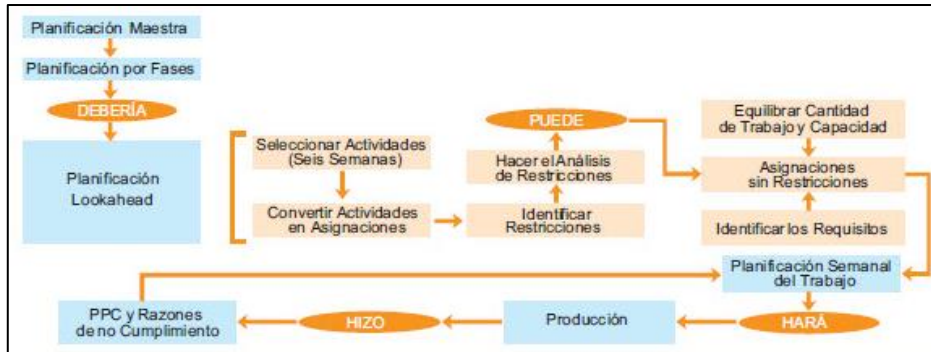 Planificación Maestra
Planificación por Fases
DEBERÍA
Planificación
Lookahead
Seleccionar Actividades
(Seis Semanas)
Convertir Actividades
en Asignaciones
Identificar
Restricciones
Hacer el Análisis
de Restricciones
PUEDE
Equilibrar Cantidad
de Trabajo y Capacidad
Asignaciones
sin Restricciones
Identificar los Requisitos
Planificación Semanal
del Trabajo
HARÁ
Producción
HIZO
PPC y Razones
de no Cumplimiento